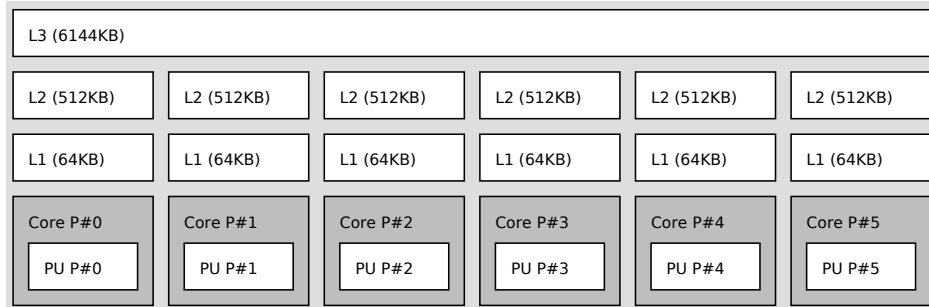 L3 (6144KB)
L2 (512KB) L2 (512KB) L2 (512KB) L2 (512KB) L2 (512KB) L2 (512KB)
L1 (64KB) L1 (64KB) L1 (64KB) L1 (64KB) L1 (64KB) L1 (64KB)
Core P#0 Core P#1 Core P#2 Core P#3 Core P#4 Core P#5
PU P#0 PU P#1 PU P#2 PU P#3 PU P#4 PU P#5